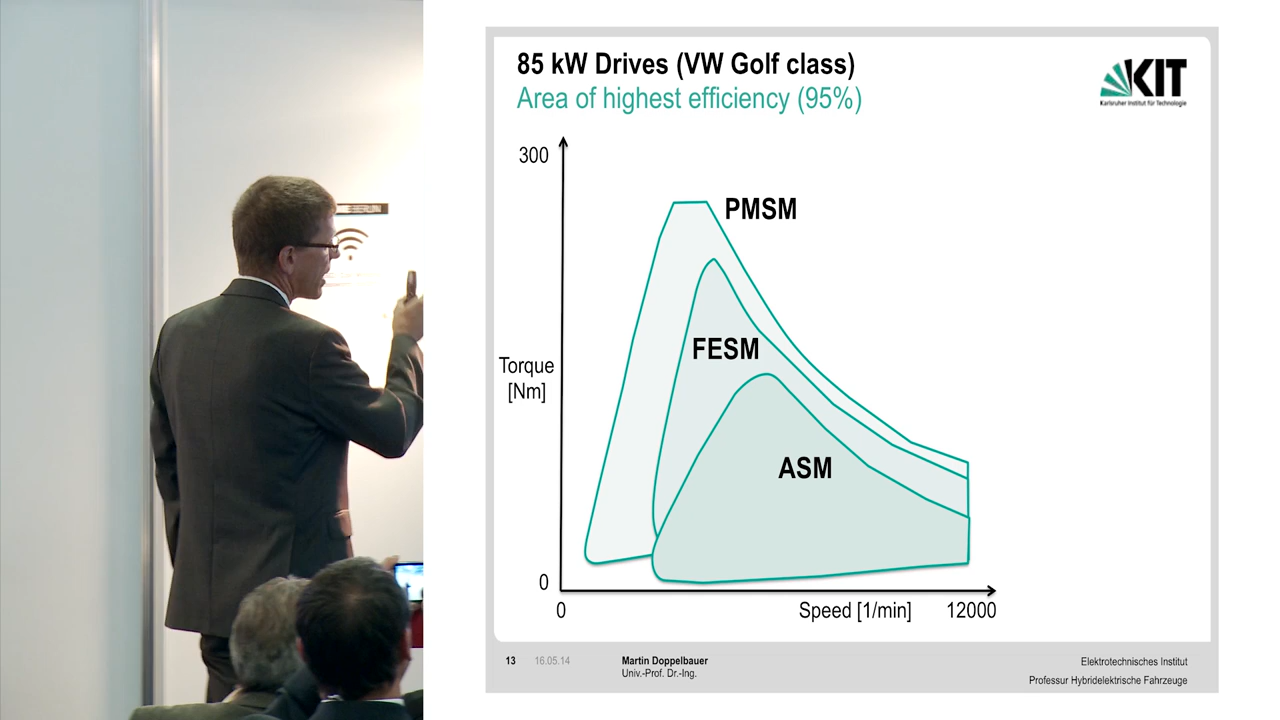 85 kW Drives (VW Golf class)
Area of highest efficiency (95%)
KIT
Karlsruher Institut für Technologie
300
PMSM
FESM
Torque
[Nm]
ASM
0
0
Speed [1/min]
12000
13
16.05.14
Martin Doppelbauer
Univ.-Prof. Dr.-Ing.
Elektrotechnisches Institut
Professur Hybridelektrische Fahrzeuge